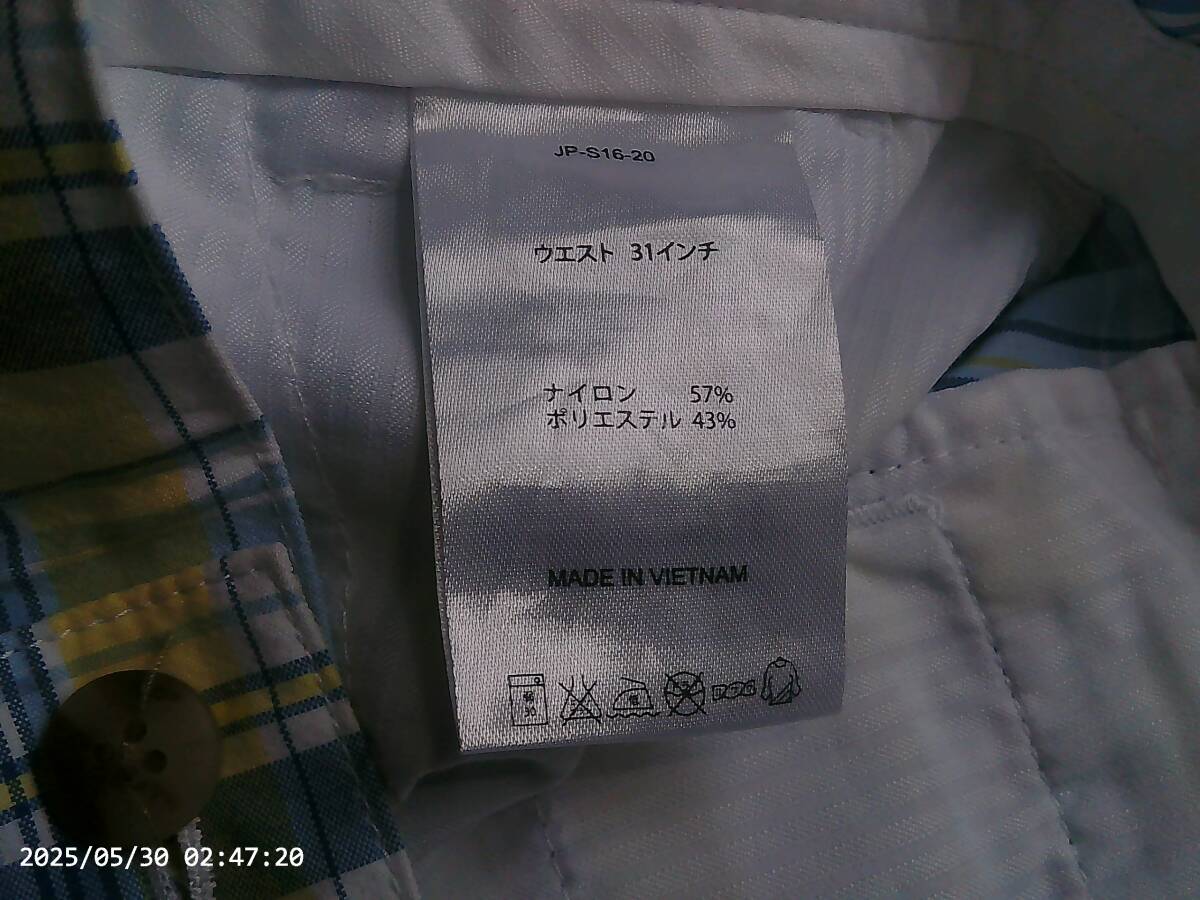 JP-S16-20
ウエスト 31インチ
ナイロン 57%
ポリエステル 43%
MADE IN VIETNAM
2025/05/30 02:47:20